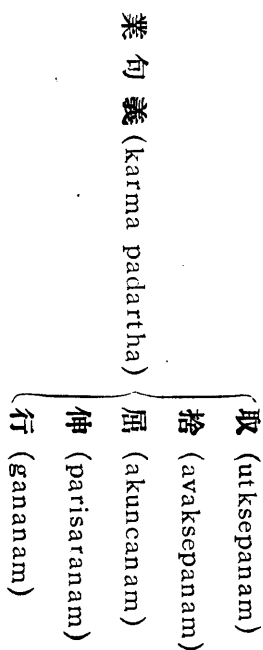 業句義 (karma padartha)
取 (utksepanam)
捨 (avaksepanam)
屈 (akuncanam)
伸 (parisaranam)
行 (gananam)